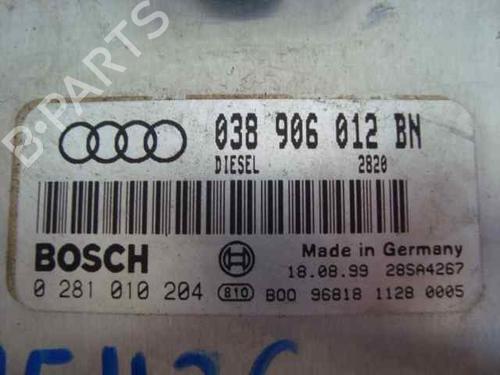 B-PARTS
038 906 012 BN
DIESEL 2820
BOSCH
Made in Germany
18.08.99 28SA4267
0 281 010 204 810 B00 96818 1128 0005